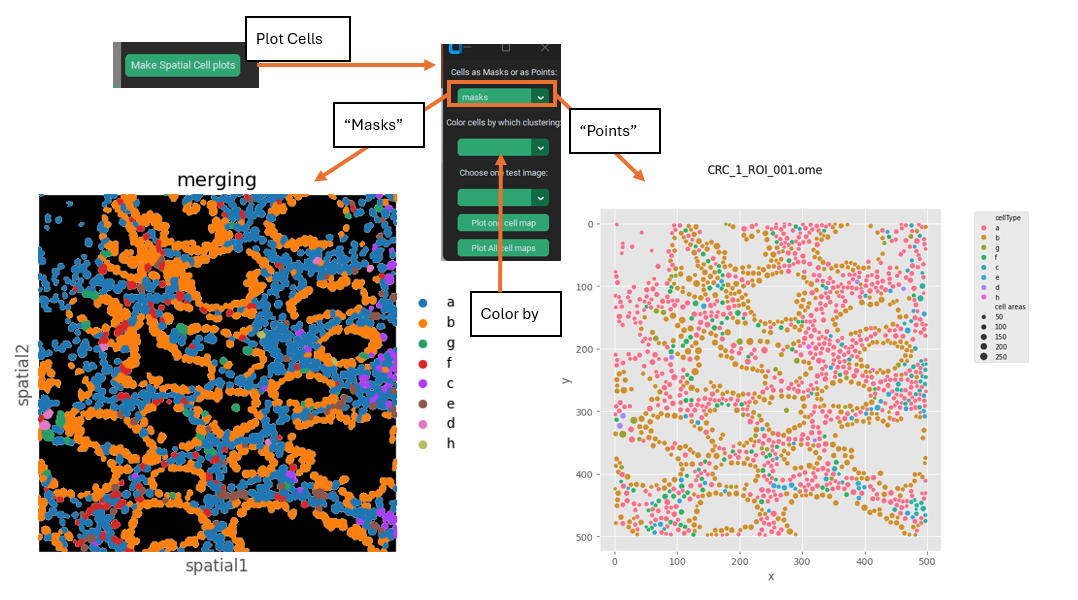 Plot Cells
Make Spatial Cell plots
Cells as Masks or as Points:
masks
Color cells by which clustering:
Choose one test image:
Plot one cell map
Plot All cell maps
"Masks"
"Points"
Color by
merging
spatial2
spatial1
a
b
g
f
c
e
d
h
CRC_1_ROI_001.ome
0
100
200
300
400
500
y
0
100
200
300
400
500
x
cellType
a
b
g
f
c
e
d
h
cell areas
50
100
150
200
250